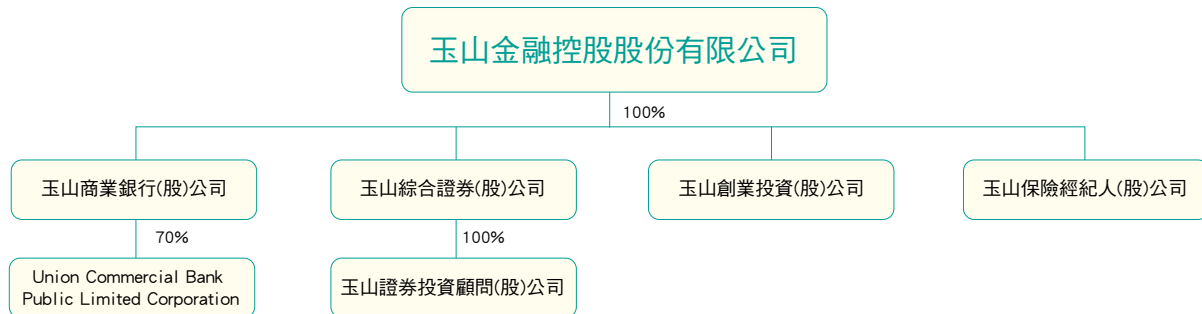 玉山金融控股股份有限公司
100%
玉山商業銀行(股)公司
玉山綜合證券(股)公司
玉山創業投資(股)公司
玉山保險經紀人(股)公司
70%
100%
Union Commercial Bank
Public Limited Corporation
玉山證券投資顧問(股)公司